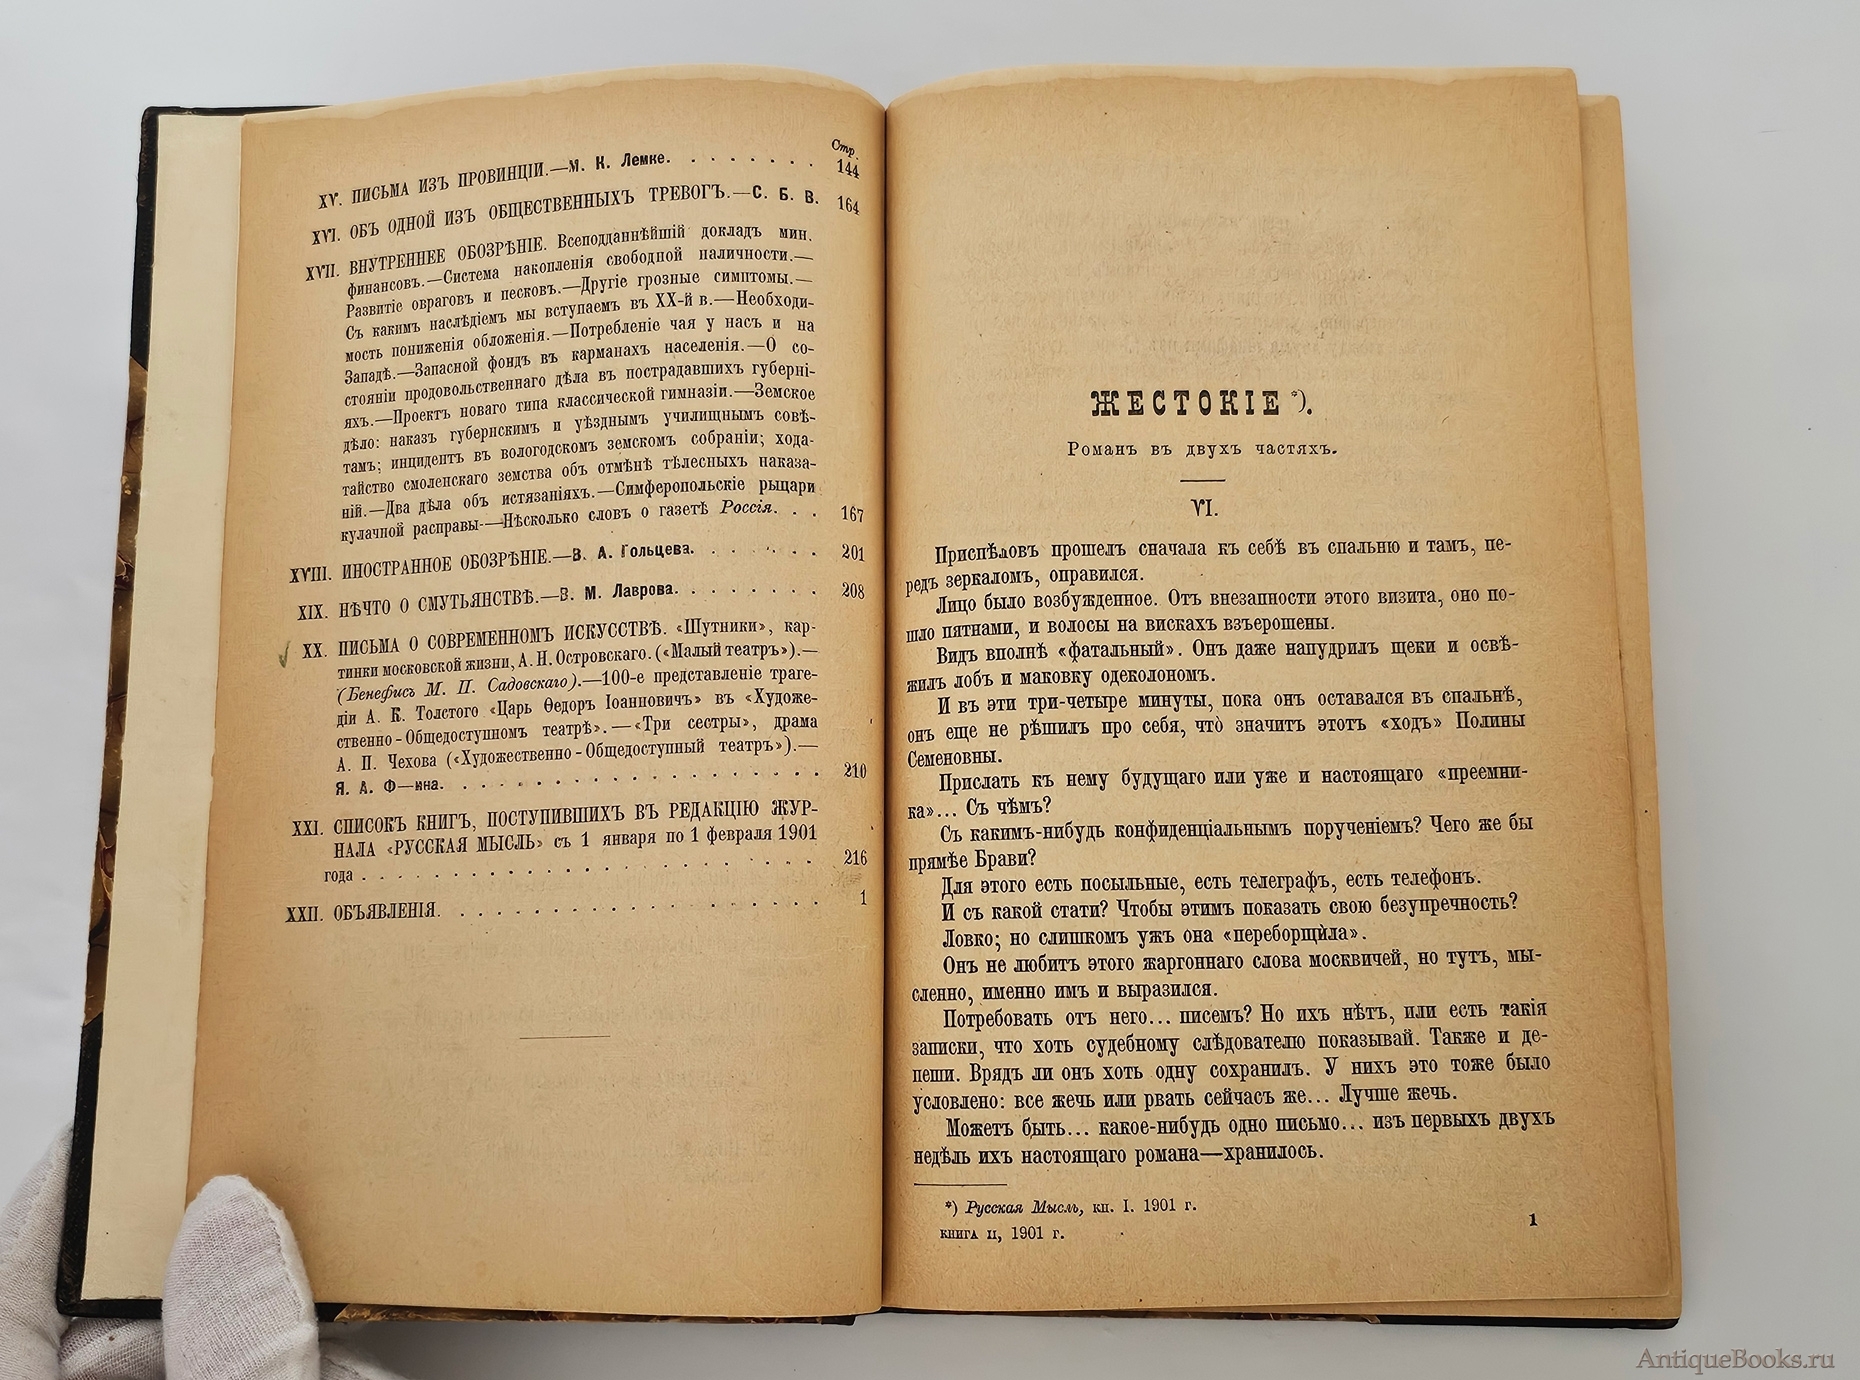 Стр.
XV. ПИСЬМА ИЗЪ ПРОВИНЦІИ.—М. К. Лемке. . . . . . . . 144
XVI. ОБЪ ОДНОЙ ИЗЪ ОБЩЕСТВЕННЫХЪ ТРЕВОГЪ.—С. Б. В. 164
XVII. ВНУТРЕННЕЕ ОБОЗРѢНІЕ. Всеподданнѣйшій докладъ мин.
финансовъ.—Система накопленія свободной наличности.—
Развитіе овраговъ и песковъ.—Другіе грозные симптомы.—
Съ какимъ наслѣдіемъ мы вступаемъ въ XX-й в.—Необходи-
мость пониженія обложенія.—Потребленіе чая у насъ и на
Западѣ.—Запасной фондъ въ карманахъ населенія.—О со-
стояніи продовольственнаго дѣла въ пострадавшихъ губерні-
яхъ.—Проектъ новаго типа классической гимназіи.—Земское
дѣло: наказъ губернскимъ и уѣзднымъ училищнымъ совѣ-
тамъ; инцидентъ въ вологодскомъ земскомъ собраніи; хода-
тайство смоленскаго земства объ отмѣнѣ тѣлесныхъ наказа-
ній.—Два дѣла объ истязаніяхъ.—Симферопольскіе рыцари
кулачной расправы·—Нѣсколько словъ о газетѣ Россія. . . 167
XVIII. ИНОСТРАННОЕ ОБОЗРѢНІЕ.—В. А. Гольцева. . . . . . . 201
XIX. НѢЧТО О СМУТЬЯНСТВѢ.—В. М. Лаврова. . . . . . . . 208
XX. ПИСЬМА О СОВРЕМЕННОМЪ ИСКУССТВѢ. «Шутники», кар-
тинки московской жизни, А. Н. Островскаго. («Малый театръ»).—
(Бенефисъ М. П. Садовскаго).—100-е представленіе траге-
діи А. К. Толстого «Царь Ѳедоръ Іоанновичъ» въ «Художе-
ственно-Общедоступномъ театрѣ».—«Три сестры», драма
А. П. Чехова («Художественно-Общедоступный театръ»).—
Я. А. Ф—ина. . . . . . . . . . . . . . . . . . . 210
XXI. СПИСОКЪ КНИГЪ, ПОСТУПИВШИХЪ ВЪ РЕДАКЦІЮ ЖУР-
НАЛА «РУССКАЯ МЫСЛЬ» съ 1 января по 1 февраля 1901
года . . . . . . . . . . . . . . . . . . . . . . 216
XXII. ОБЪЯВЛЕНІЯ. . . . . . . . . . . . . . . . . . 1
ЖЕСТОКІЕ *).
Романъ въ двухъ частяхъ.
VI.
Приспѣловъ прошелъ сначала къ себѣ въ спальню и тамъ, пе-
редъ зеркаломъ, оправился.
Лицо было возбужденное. Отъ внезапности этого визита, оно по-
шло пятнами, и волосы на вискахъ взъерошены.
Видъ вполнѣ «фатальный». Онъ даже напудрилъ щеки и освѣ-
жилъ лобъ и маковку одеколономъ.
И въ эти три-четыре минуты, пока онъ оставался въ спальнѣ,
онъ еще не рѣшилъ про себя, что̀ значитъ этотъ «ходъ» Полины
Семеновны.
Прислать къ нему будущаго или уже и настоящаго «преемни-
ка»... Съ чѣмъ?
Съ какимъ-нибудь конфиденціальнымъ порученіемъ? Чего же бы
прямѣе Брави?
Для этого есть посыльные, есть телеграфъ, есть телефонъ.
И съ какой стати? Чтобы этимъ показать свою безупречность?
Ловко; но слишкомъ ужъ она «переборщила».
Онъ не любитъ этого жаргоннаго слова москвичей, но тутъ, мы-
сленно, именно имъ и выразился.
Потребовать отъ него... писемъ? Но ихъ нѣтъ, или есть такія
записки, что хоть судебному слѣдователю показывай. Также и де-
пеши. Врядъ ли онъ хоть одну сохранилъ. У нихъ это тоже было
условлено: все жечь или рвать сейчасъ же... Лучше жечь.
Можетъ быть... какое-нибудь одно письмо... изъ первыхъ двухъ
недѣль ихъ настоящаго романа—хранилось.
*) Русская Мысль, кн. I. 1901 г.
КНИГА II, 1901 г. 1
AntiqueBooks.ru